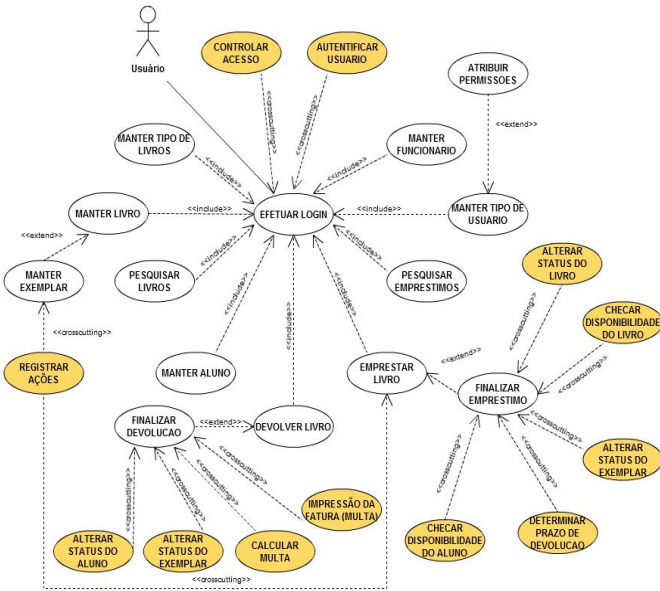 CONTROLAR
ACESSO
AUTENTIFICAR
USUARIO
Usuário
ATRIBUIR
PERMISSOES
<<crosscutting>>
<<crosscutting>>
<<extend>>
MANTER TIPO DE
LIVROS
MANTER
FUNCIONARIO
<<include>>
<<include>>
MANTER LIVRO
<<include>>
EFETUAR LOGIN
<<include>>
MANTER TIPO DE
USUARIO
<<extend>>
MANTER
EXEMPLAR
PESQUISAR
LIVROS
<<include>>
<<include>>
PESQUISAR
EMPRESTIMOS
ALTERAR
STATUS DO
LIVRO
<<include>>
<<include>>
<<include>>
<<crosscutting>>
<<crosscutting>>
CHECAR
DISPONIBILIDADE
DO LIVRO
REGISTRAR
AÇÕES
MANTER ALUNO
EMPRESTAR
LIVRO
<<extend>>
<<crosscutting>>
FINALIZAR
EMPRESTIMO
FINALIZAR
DEVOLUCAO
<<extend>>
DEVOLVER LIVRO
<<crosscutting>>
<<crosscutting>>
<<crosscutting>>
<<crosscutting>>
<<crosscutting>>
<<crosscutting>>
<<crosscutting>>
ALTERAR
STATUS DO
EXEMPLAR
IMPRESSÃO DA
FATURA (MULTA)
ALTERAR
STATUS DO
ALUNO
ALTERAR
STATUS DO
EXEMPLAR
CALCULAR
MULTA
CHECAR
DISPONIBILIDADE
DO ALUNO
DETERMINAR
PRAZO DE
DEVOLUCAO
<<crosscutting>>